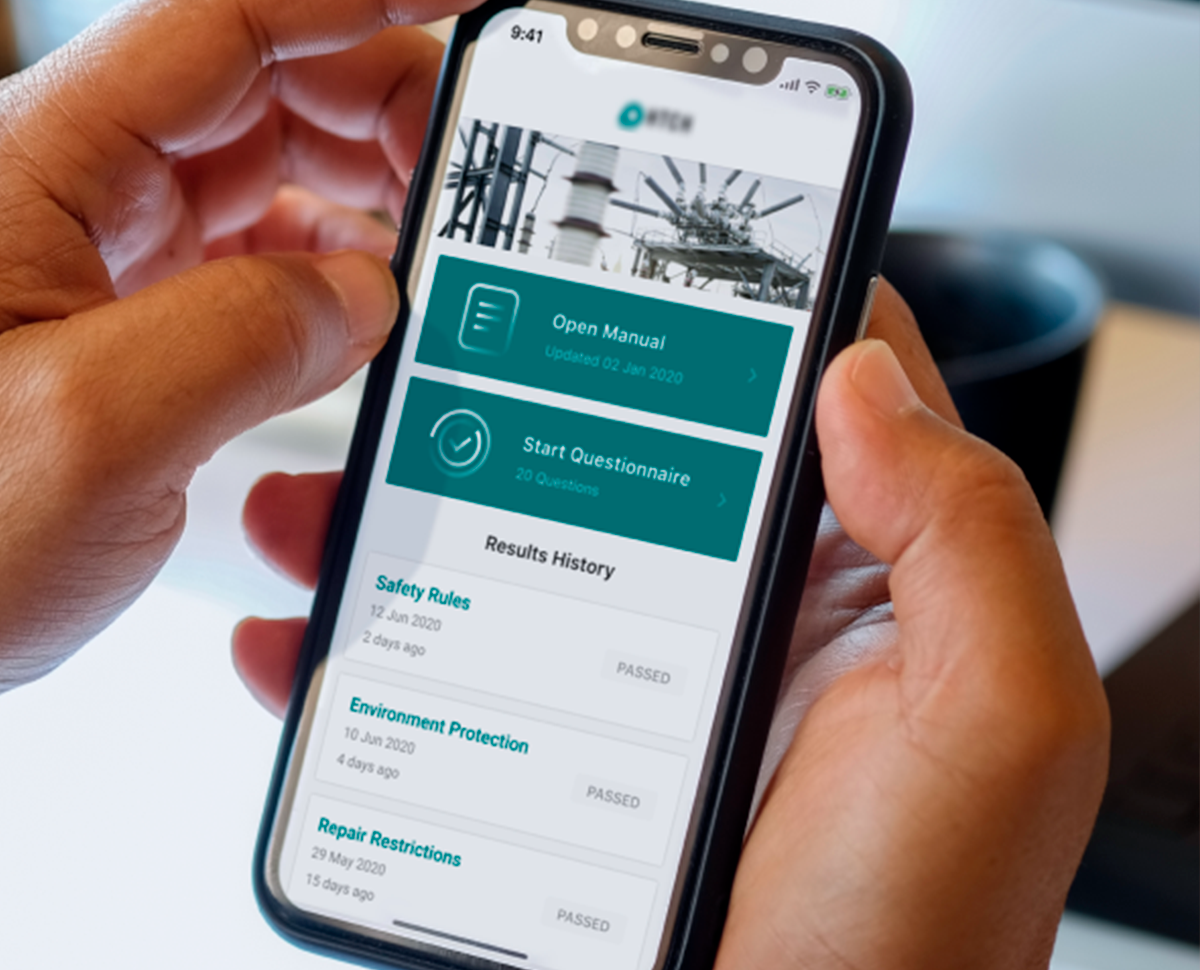 9:41
Open Manual
Updated 02 Jan 2020
Start Questionnaire
20 Questions
Results History
Safety Rules
12 Jun 2020
2 days ago
PASSED
Environment Protection
10 Jun 2020
4 days ago
PASSED
Repair Restrictions
29 May 2020
15 days ago
PASSED